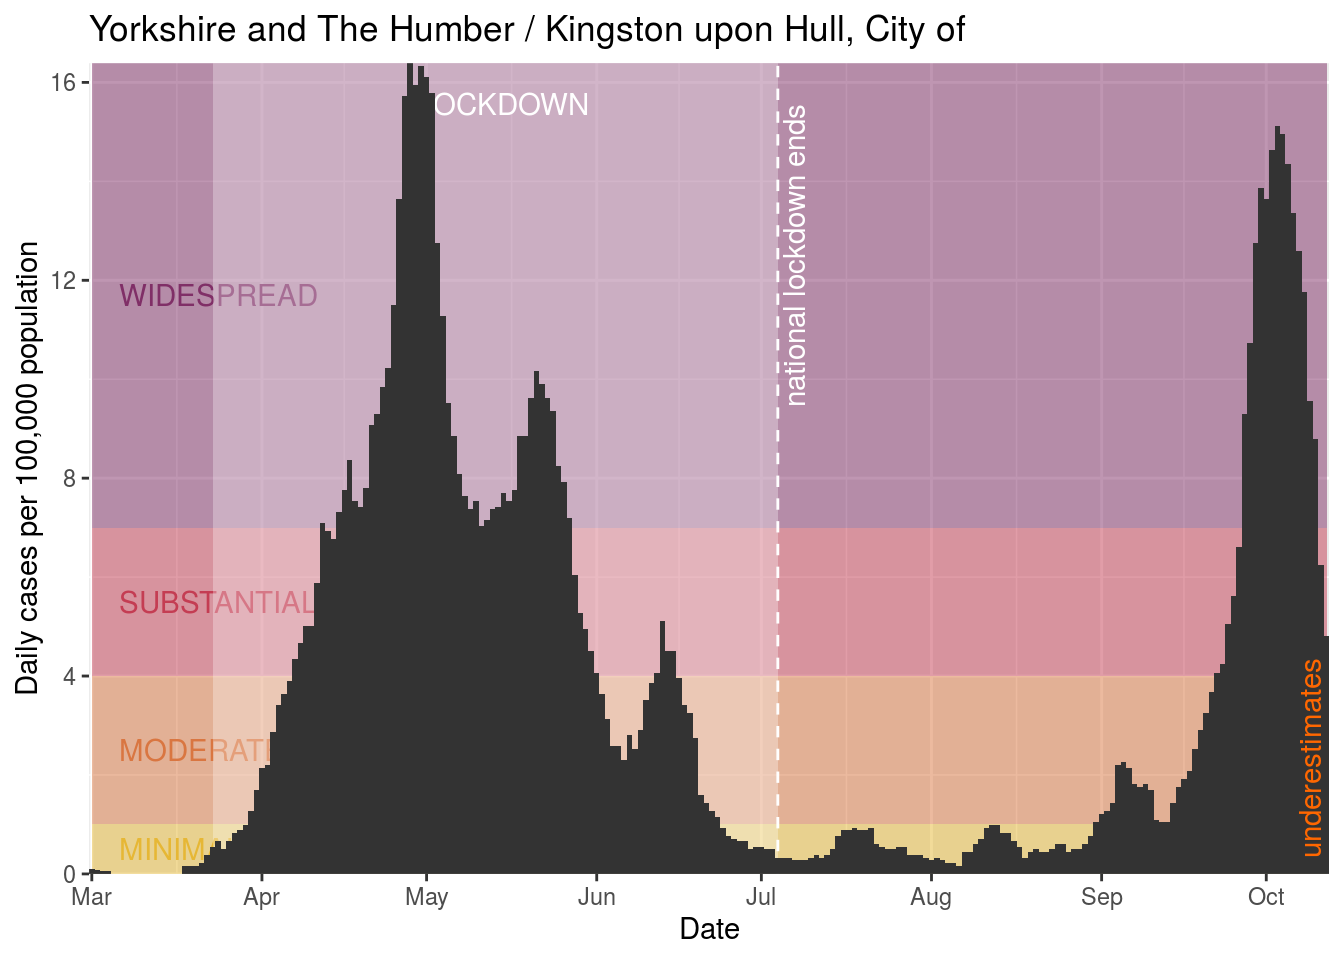 Yorkshire and The Humber / Kingston upon Hull, City of
Daily cases per 100,000 population
16
12
8
4
0
OCKDOWN
national lockdown ends
WIDESPREAD
SUBSTANTIAL
MODERATE
MINIM
underestimates
Mar Apr May Jun Jul Aug Sep Oct
Date